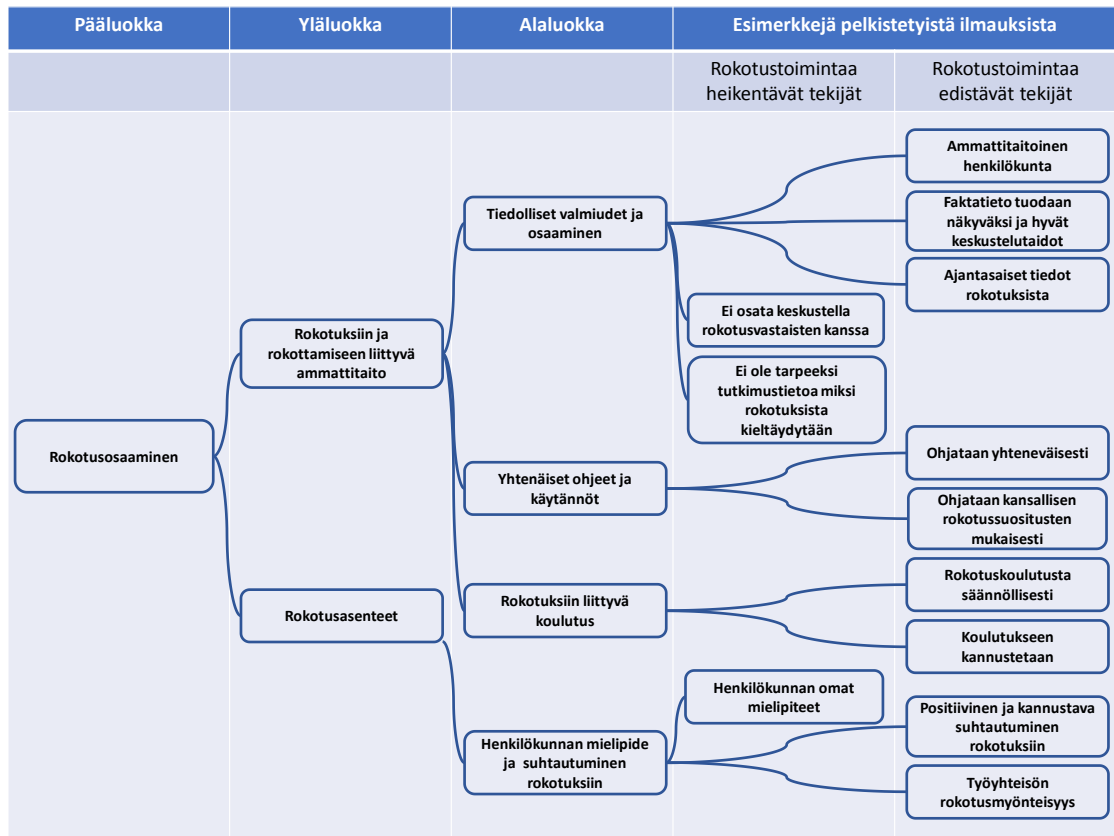 Pääluokka
Yläluokka
Alaluokka
Esimerkkejä pelkistetyistä ilmauksista
Rokotustoimintaa
heikentävät tekijät
Rokotustoimintaa
edistävät tekijät
Rokotusosaaminen
Rokotuksiin ja
rokottamiseen liittyvä
ammattitaito
Rokotusasenteet
Tiedolliset valmiudet ja
osaaminen
Yhtenäiset ohjeet ja
käytännöt
Rokotuksiin liittyvä
koulutus
Henkilökunnan mielipide
ja suhtautuminen
rokotuksiin
Ei osata keskustella
rokotusvastaisten kanssa
Ei ole tarpeeksi
tutkimustietoa miksi
rokotuksista
kieltäydytään
Henkilökunnan omat
mielipiteet
Ammattitaitoinen
henkilökunta
Faktatieto tuodaan
näkyväksi ja hyvät
keskustelutaidot
Ajantasaiset tiedot
rokotuksista
Ohjataan yhteneväisesti
Ohjataan kansallisen
rokotussuositusten
mukaisesti
Rokotuskoulutusta
säännöllisesti
Koulutukseen
kannustetaan
Positiivinen ja kannustava
suhtautuminen
rokotuksiin
Työyhteisön
rokotusmyönteisyys